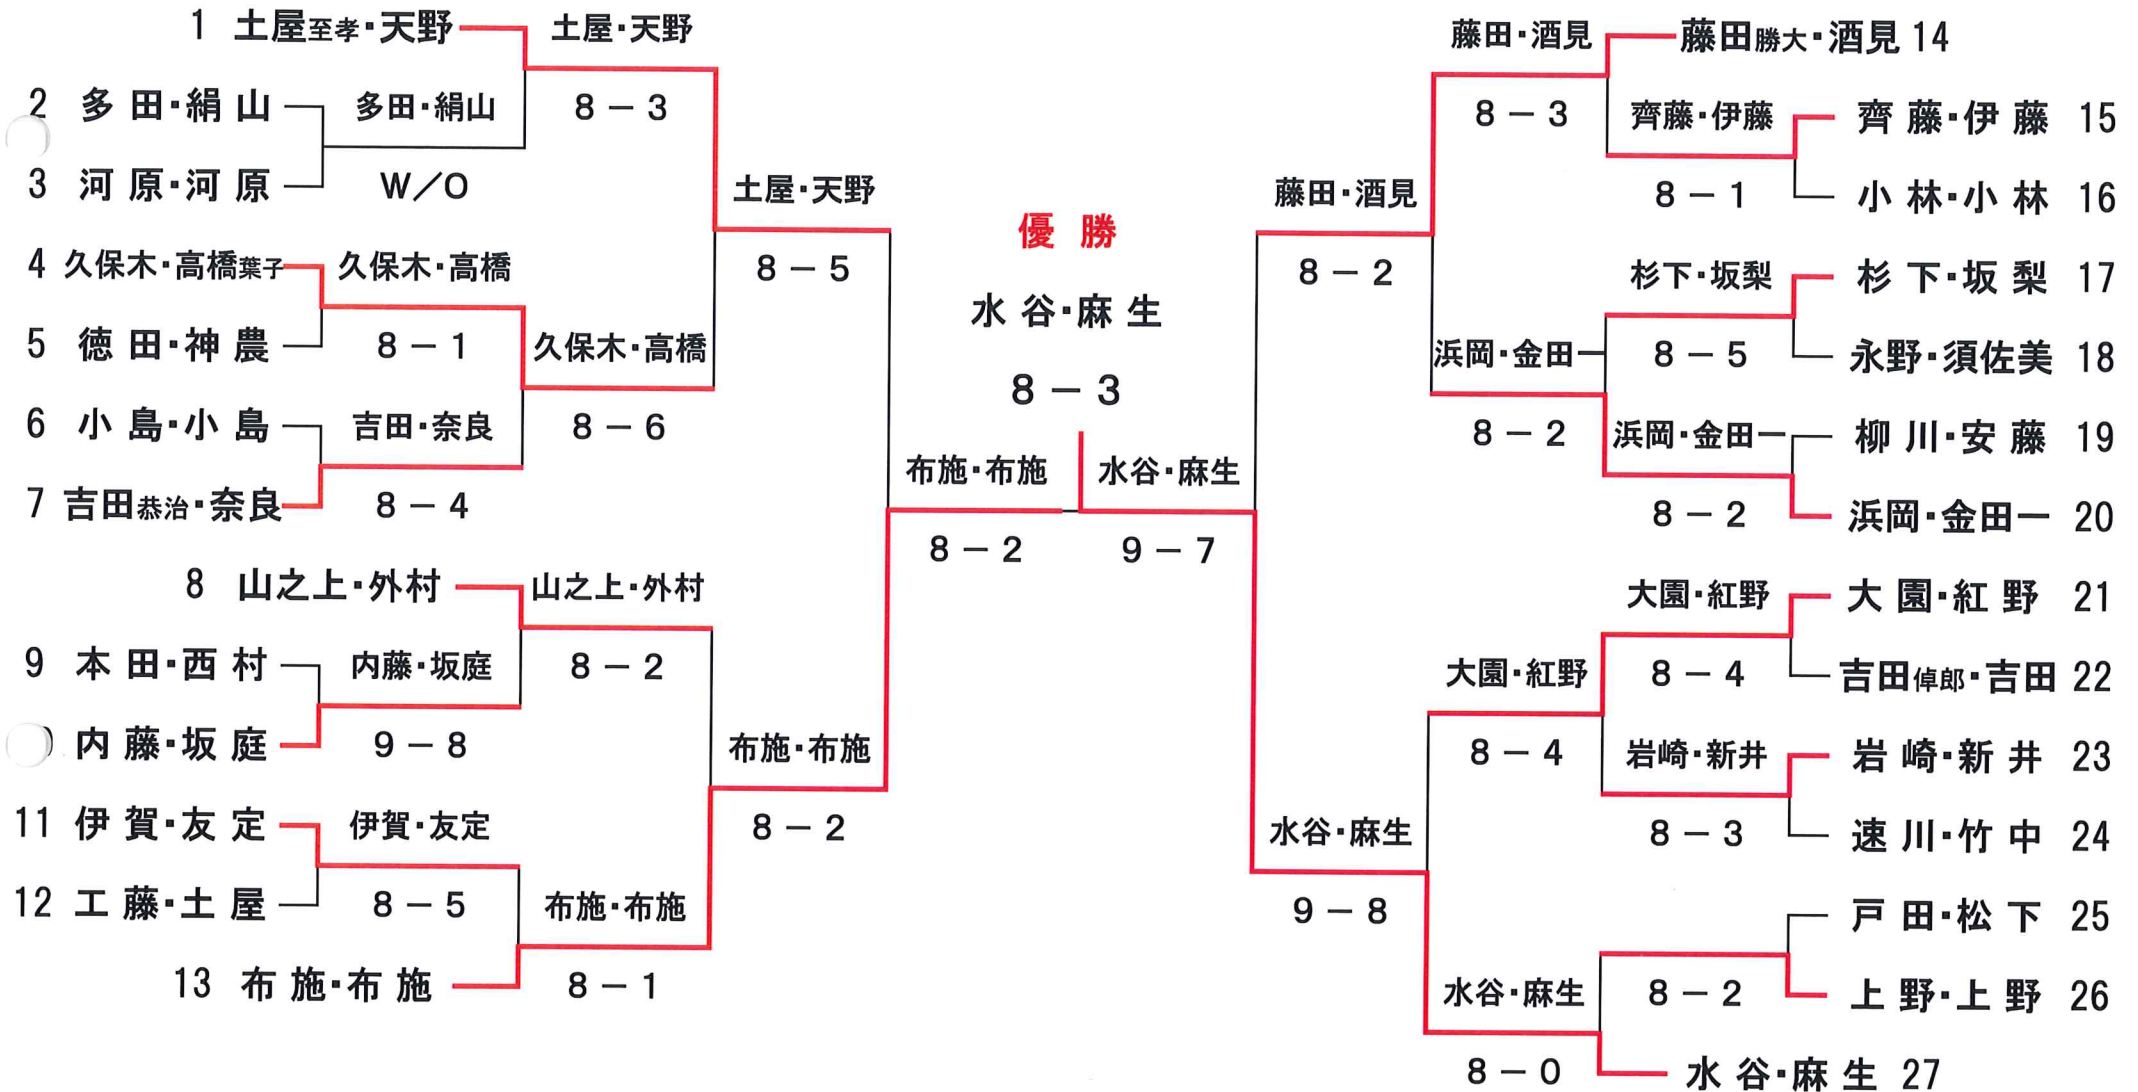 1 土屋至孝・天野
土屋・天野
2 多田・絹山
多田・絹山
8－3
3 河原・河原
W／O
土屋・天野
4 久保木・高橋葉子
久保木・高橋
8－5
5 徳田・神農
8－1
久保木・高橋
6 小島・小島
吉田・奈良
8－6
7 吉田恭治・奈良
8－4
布施・布施
8－2
8 山之上・外村
山之上・外村
9 本田・西村
内藤・坂庭
8－2
内藤・坂庭
9－8
布施・布施
11 伊賀・友定
伊賀・友定
8－2
12 工藤・土屋
8－5
布施・布施
13 布施・布施
8－1
優勝
水谷・麻生
8－3
藤田・酒見
藤田勝大・酒見 14
8－3
齊藤・伊藤
齊藤・伊藤 15
藤田・酒見
8－1
小林・小林 16
8－2
杉下・坂梨
杉下・坂梨 17
浜岡・金田一
8－5
永野・須佐美 18
8－2
浜岡・金田一
柳川・安藤 19
水谷・麻生
8－2
浜岡・金田一 20
9－7
大園・紅野
大園・紅野 21
大園・紅野
8－4
吉田倬郎・吉田 22
8－4
岩崎・新井
岩崎・新井 23
水谷・麻生
8－3
速川・竹中 24
9－8
戸田・松下 25
水谷・麻生
8－2
上野・上野 26
8－0
水谷・麻生 27